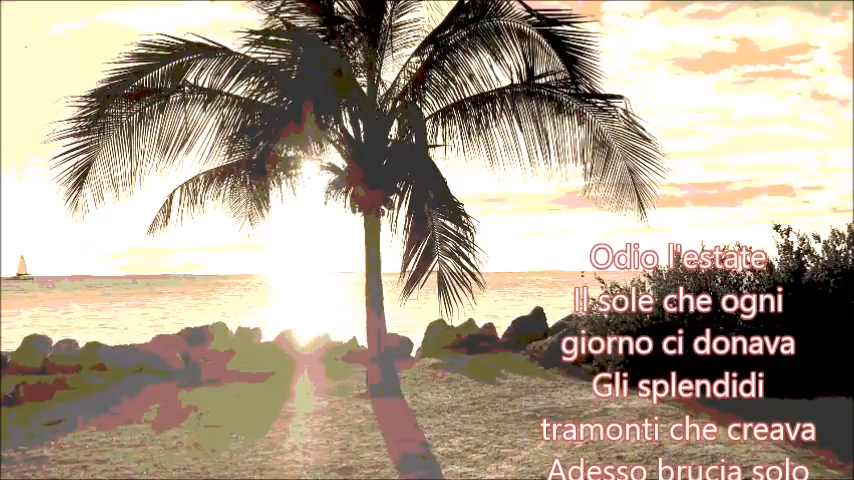 Odio l'estate
Il sole che ogni
giorno ci donava
Gli splendidi
tramonti che creava
Adesso brucia solo